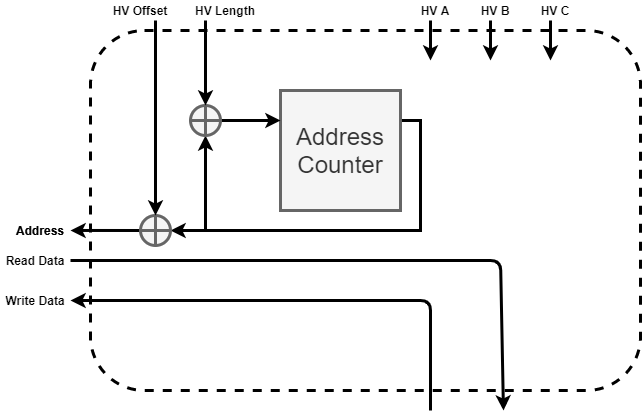 HV Offset
HV Length
HV A
HV B
HV C
Address
Counter
Address
Read Data
Write Data